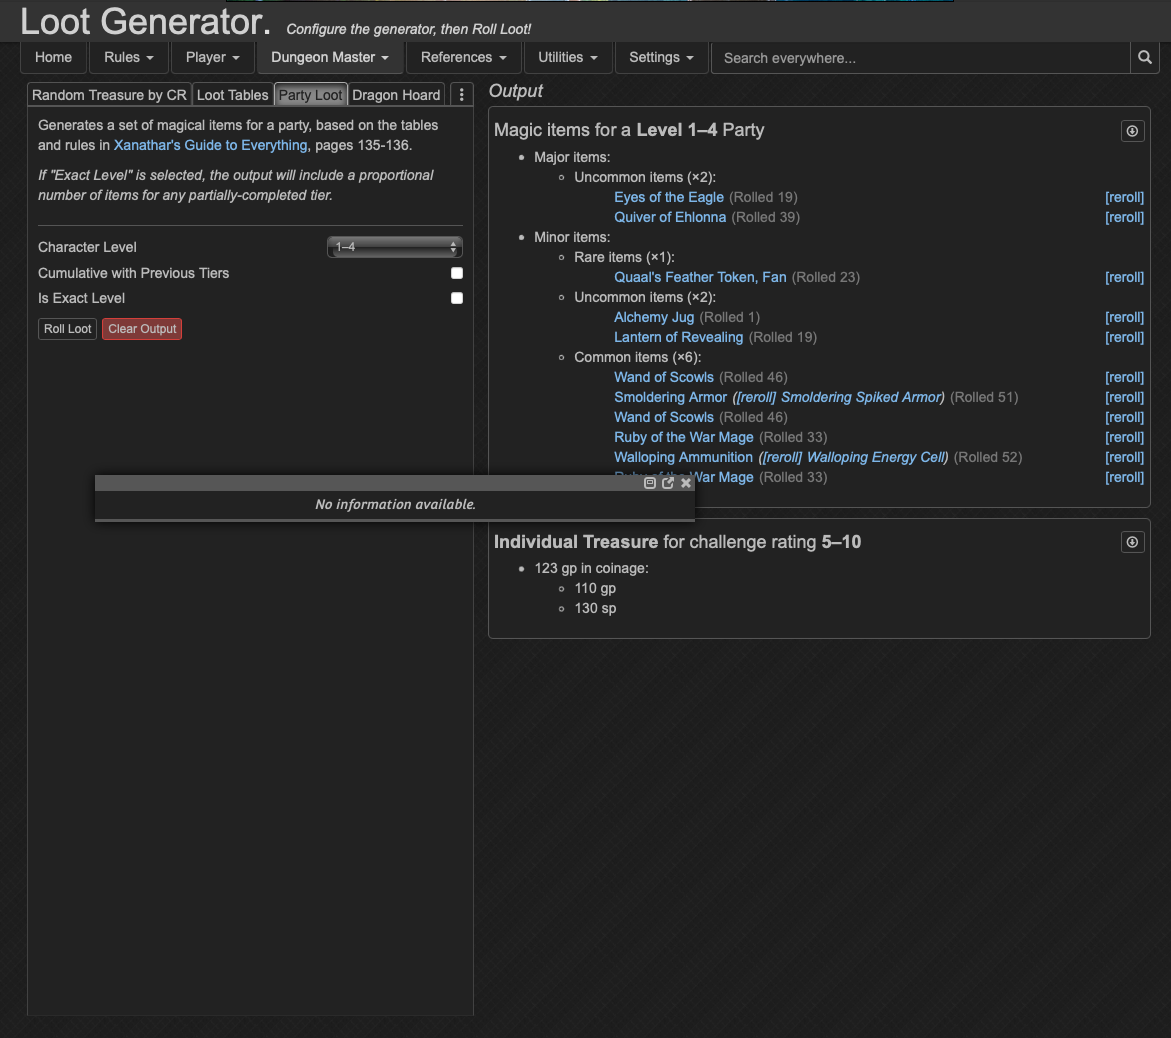 Loot Generator. Configure the generator, then Roll Loot!
Home Rules Player Dungeon Master References Utilities Settings Search everywhere...
Random Treasure by CR Loot Tables Party Loot Dragon Hoard
Generates a set of magical items for a party, based on the tables
and rules in Xanathar's Guide to Everything, pages 135-136.
If "Exact Level" is selected, the output will include a proportional
number of items for any partially-completed tier.
Character Level 1–4
Cumulative with Previous Tiers
Is Exact Level
Roll Loot Clear Output
Output
Magic items for a Level 1–4 Party
• Major items:
◦ Uncommon items (×2):
Eyes of the Eagle (Rolled 19) [reroll]
Quiver of Ehlonna (Rolled 39) [reroll]
• Minor items:
◦ Rare items (×1):
Quaal's Feather Token, Fan (Rolled 23) [reroll]
◦ Uncommon items (×2):
Alchemy Jug (Rolled 1) [reroll]
Lantern of Revealing (Rolled 19) [reroll]
◦ Common items (×6):
Wand of Scowls (Rolled 46) [reroll]
Smoldering Armor ([reroll] Smoldering Spiked Armor) (Rolled 51) [reroll]
Wand of Scowls (Rolled 46) [reroll]
Ruby of the War Mage (Rolled 33) [reroll]
Walloping Ammunition ([reroll] Walloping Energy Cell) (Rolled 52) [reroll]
Ruby of the War Mage (Rolled 33) [reroll]
No information available.
Individual Treasure for challenge rating 5–10
• 123 gp in coinage:
◦ 110 gp
◦ 130 sp